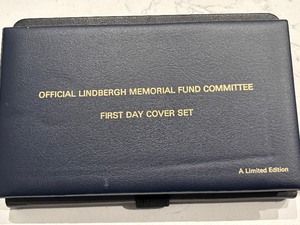 OFFICIAL LINDBERGH MEMORIAL FUND COMMITTEE
FIRST DAY COVER SET
A Limited Edition